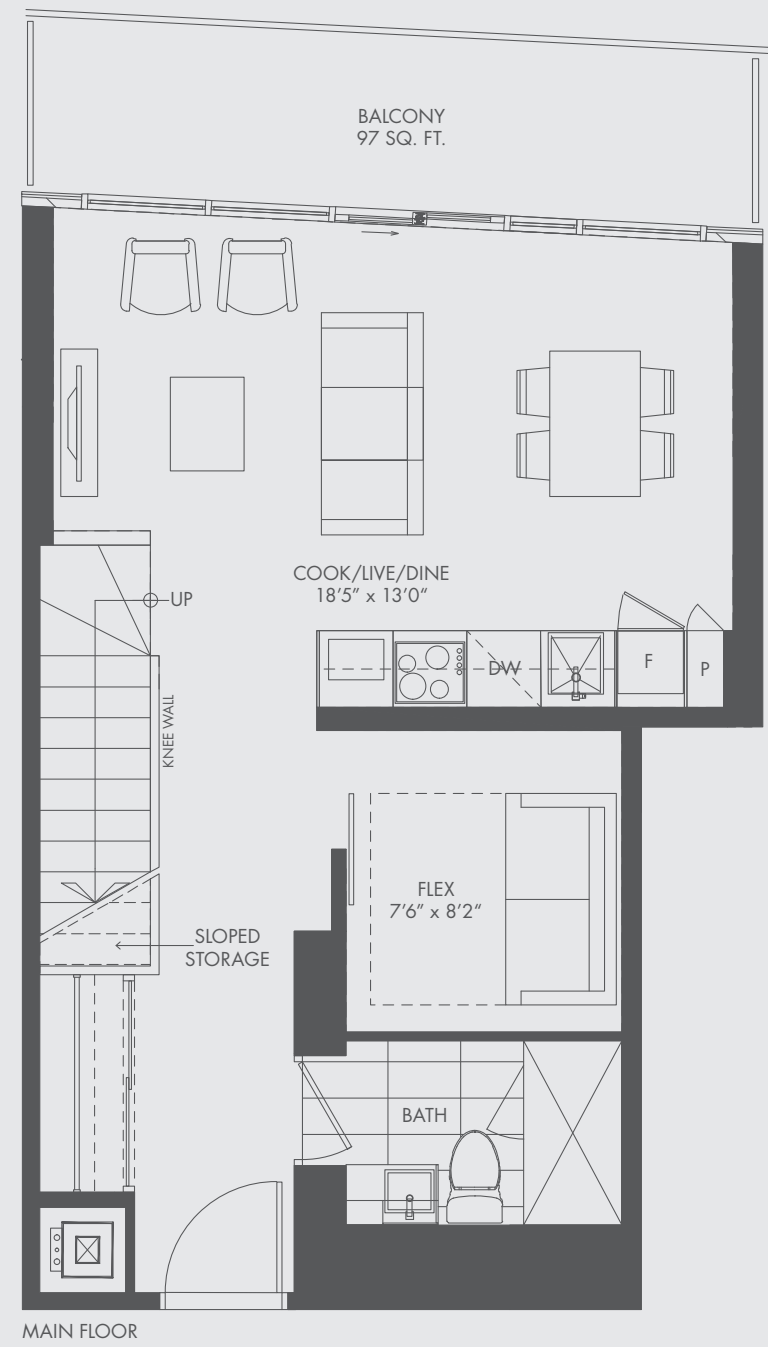 BALCONY
97 SQ. FT.
UP
COOK/LIVE/DINE
18’5” x 13’0“
DW
F
P
KNEE WALL
FLEX
7’6” x 8’2“
SLOPED
STORAGE
BATH
MAIN FLOOR